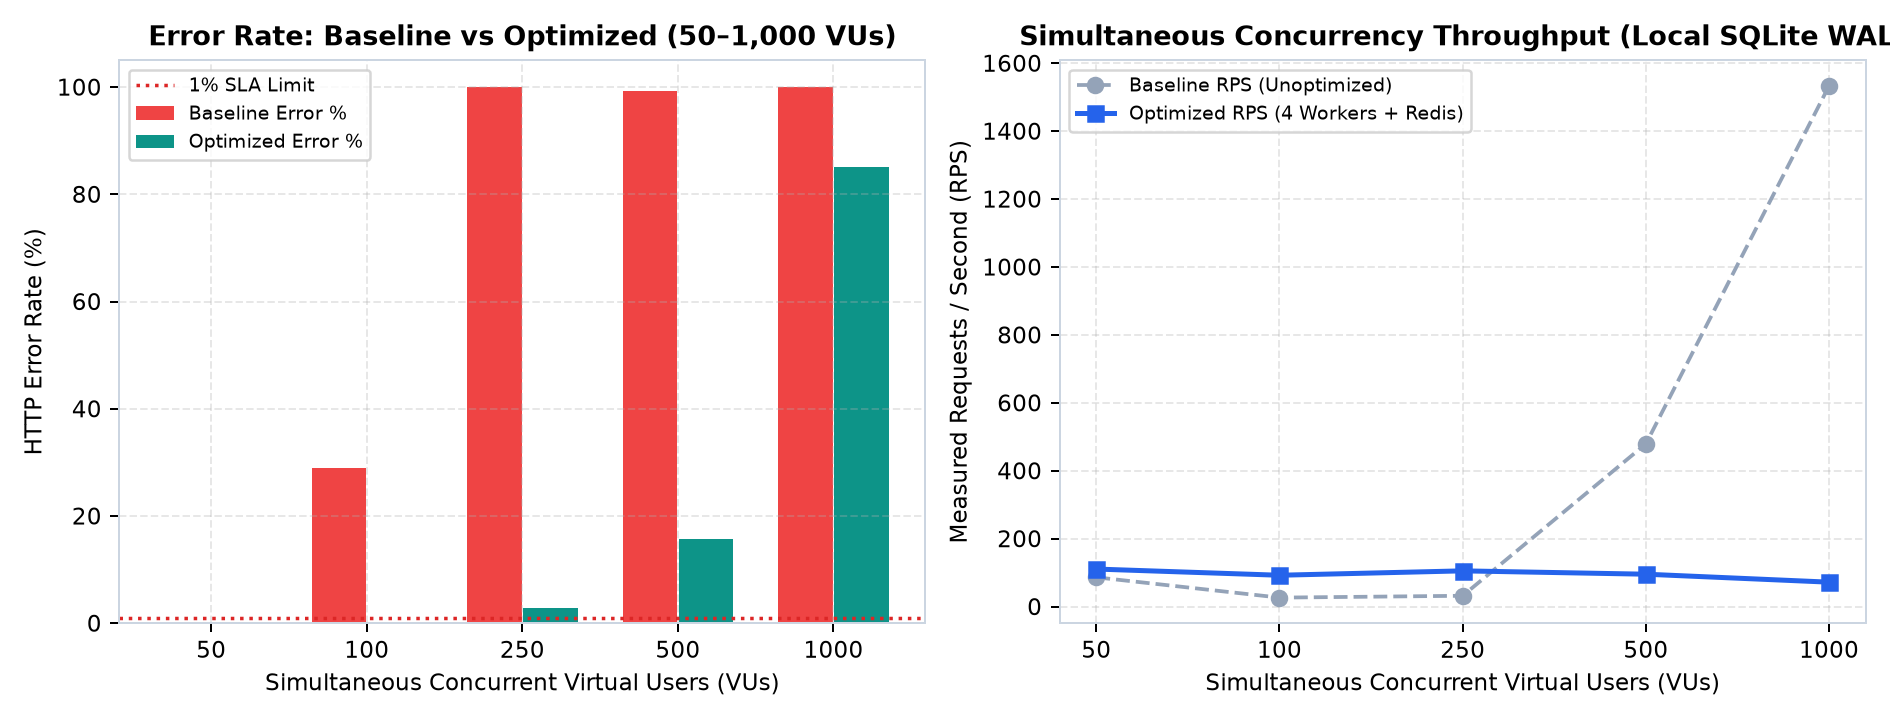 Error Rate: Baseline vs Optimized (50–1,000 VUs)
1% SLA Limit
Baseline Error %
Optimized Error %
HTTP Error Rate (%)
100
80
60
40
20
0
50 100 250 500 1000
Simultaneous Concurrent Virtual Users (VUs)
Simultaneous Concurrency Throughput (Local SQLite WAL
Baseline RPS (Unoptimized)
Optimized RPS (4 Workers + Redis)
Measured Requests / Second (RPS)
1600
1400
1200
1000
800
600
400
200
0
50 100 250 500 1000
Simultaneous Concurrent Virtual Users (VUs)